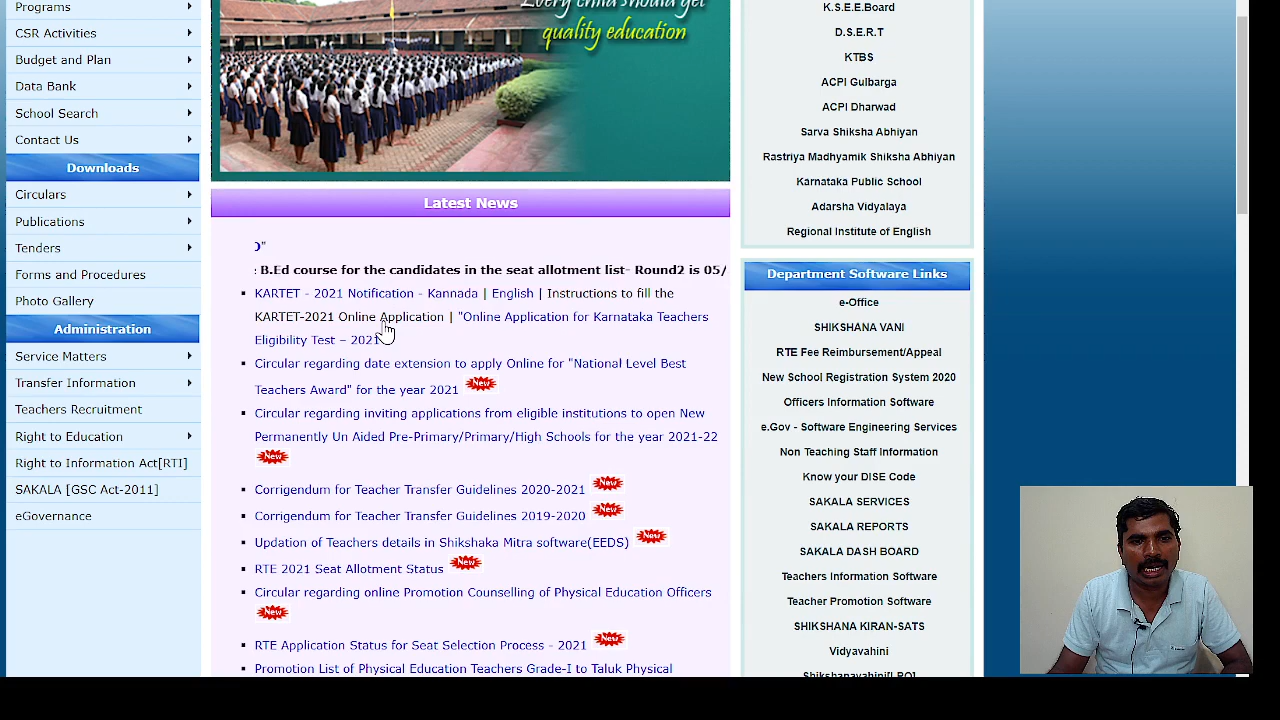 Programs
CSR Activities
Budget and Plan
Data Bank
School Search
Contact Us
Downloads
Circulars
Publications
Tenders
Forms and Procedures
Photo Gallery
Administration
Service Matters
Transfer Information
Teachers Recruitment
Right to Education
Right to Information Act[RTI]
SAKALA [GSC Act-2011]
eGovernance
Every child should get
quality education
Latest News
O"
: B.Ed course for the candidates in the seat allotment list- Round2 is 05/
KARTET - 2021 Notification - Kannada | English | Instructions to fill the
KARTET-2021 Online Application | "Online Application for Karnataka Teachers
Eligibility Test – 2021
Circular regarding date extension to apply Online for "National Level Best
Teachers Award" for the year 2021 New
Circular regarding inviting applications from eligible institutions to open New
Permanently Un Aided Pre-Primary/Primary/High Schools for the year 2021-22
New
Corrigendum for Teacher Transfer Guidelines 2020-2021 New
Corrigendum for Teacher Transfer Guidelines 2019-2020 New
Updation of Teachers details in Shikshaka Mitra software(EEDS) New
RTE 2021 Seat Allotment Status New
Circular regarding online Promotion Counselling of Physical Education Officers
New
RTE Application Status for Seat Selection Process - 2021 New
Promotion List of Physical Education Teachers Grade-I to Taluk Physical
K.S.E.E.Board
D.S.E.R.T
KTBS
ACPI Gulbarga
ACPI Dharwad
Sarva Shiksha Abhiyan
Rastriya Madhyamik Shiksha Abhiyan
Karnataka Public School
Adarsha Vidyalaya
Regional Institute of English
Department Software Links
e-Office
SHIKSHANA VANI
RTE Fee Reimbursement/Appeal
New School Registration System 2020
Officers Information Software
e.Gov - Software Engineering Services
Non Teaching Staff Information
Know your DISE Code
SAKALA SERVICES
SAKALA REPORTS
SAKALA DASH BOARD
Teachers Information Software
Teacher Promotion Software
SHIKSHANA KIRAN-SATS
Vidyavahini